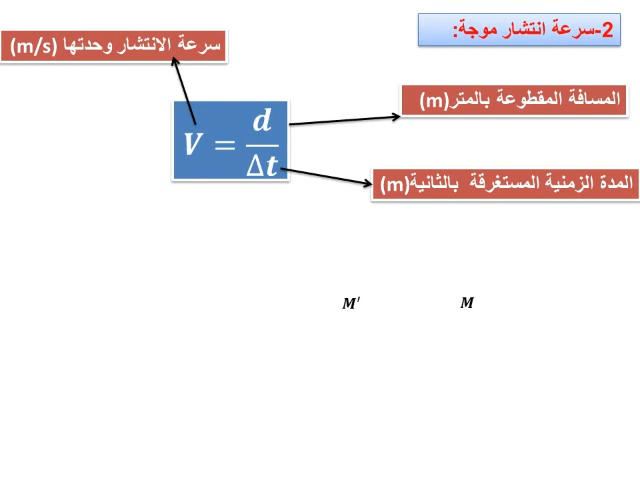 2-سرعة انتشار موجة:
سرعة الانتشار وحدتها (m/s)
المسافة المقطوعة بالمتر(m)
V = d/Δt
المدة الزمنية المستغرقة بالثانية(m)
M′ M